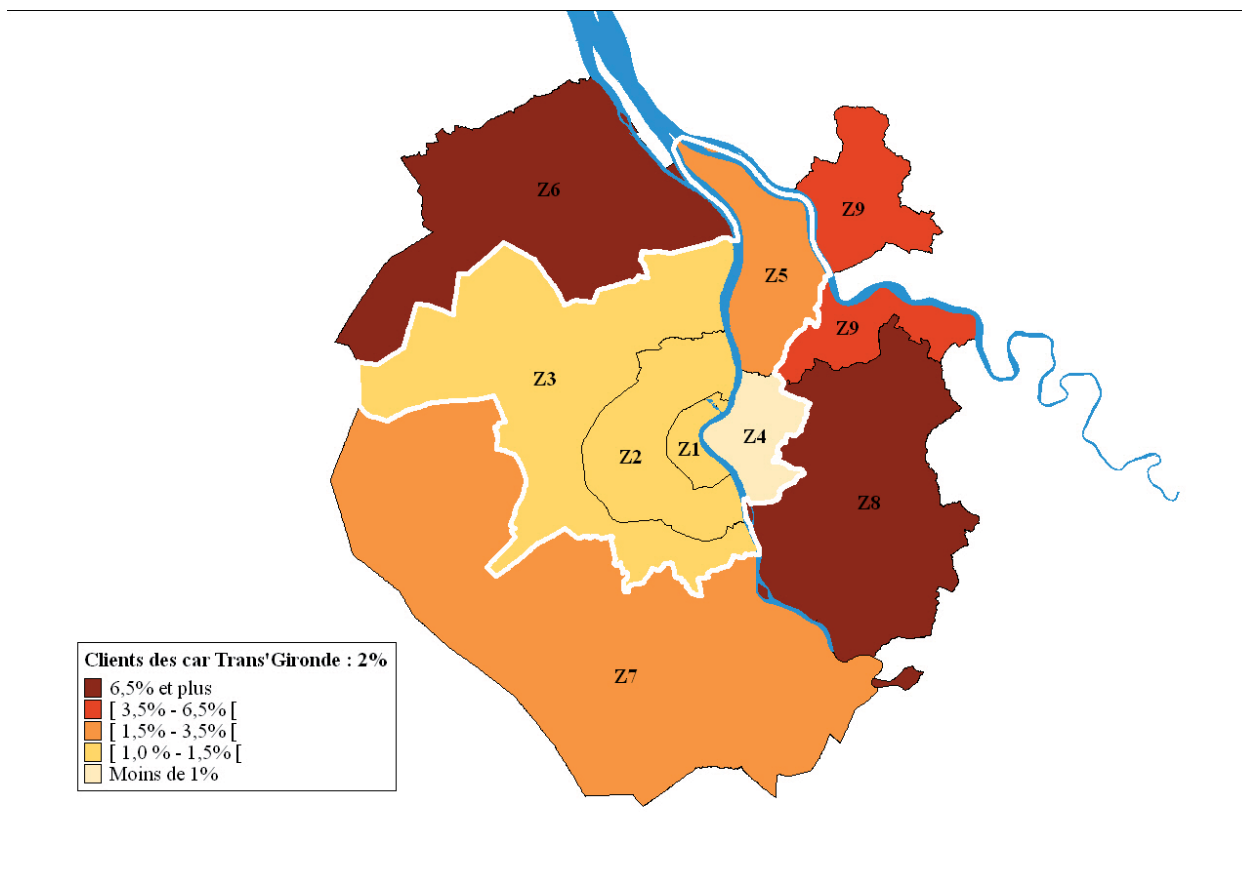 Z6
Z9
Z5
Z9
Z3
Z4
Z1
Z2
Z8
Z7
Clients des car Trans'Gironde : 2%
6,5% et plus
[ 3,5% - 6,5% [
[ 1,5% - 3,5% [
[ 1,0 % - 1,5% [
Moins de 1%